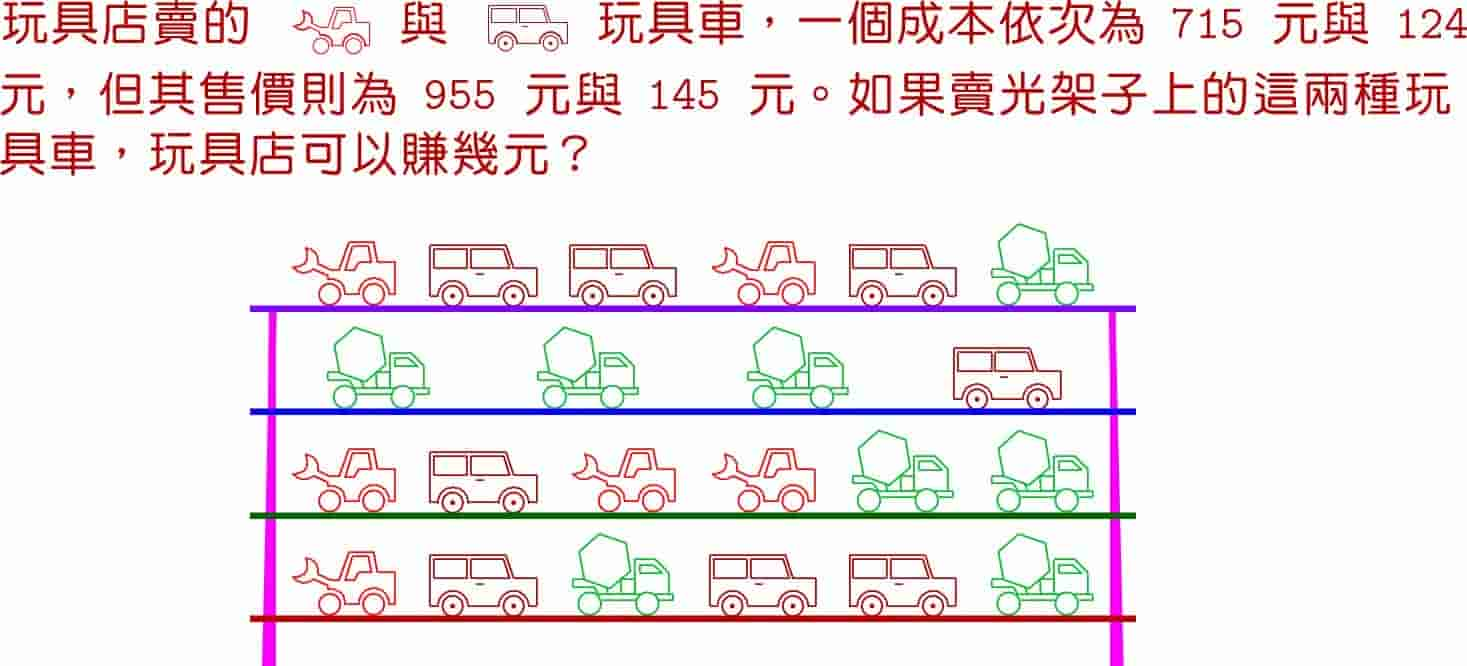 玩具店賣的 與 玩具車，一個成本依次為 715 元與 124
元，但其售價則為 955 元與 145 元。如果賣光架子上的這兩種玩
具車，玩具店可以賺幾元？